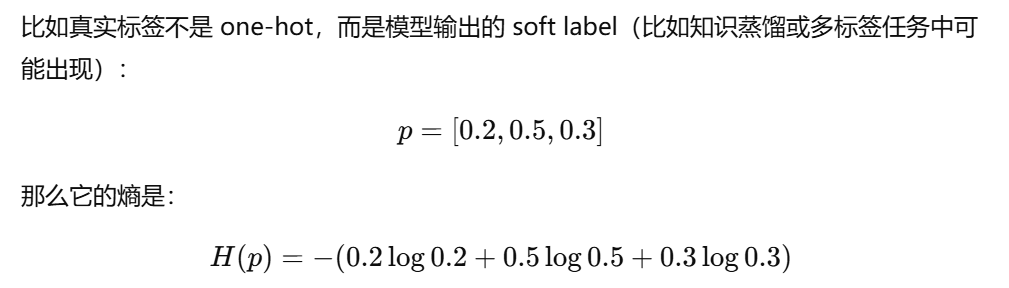 比如真实标签不是 one-hot，而是模型输出的 soft label（比如知识蒸馏或多标签任务中可
能出现）：
p = [0.2, 0.5, 0.3]
那么它的熵是：
H(p) = −(0.2 log 0.2 + 0.5 log 0.5 + 0.3 log 0.3)